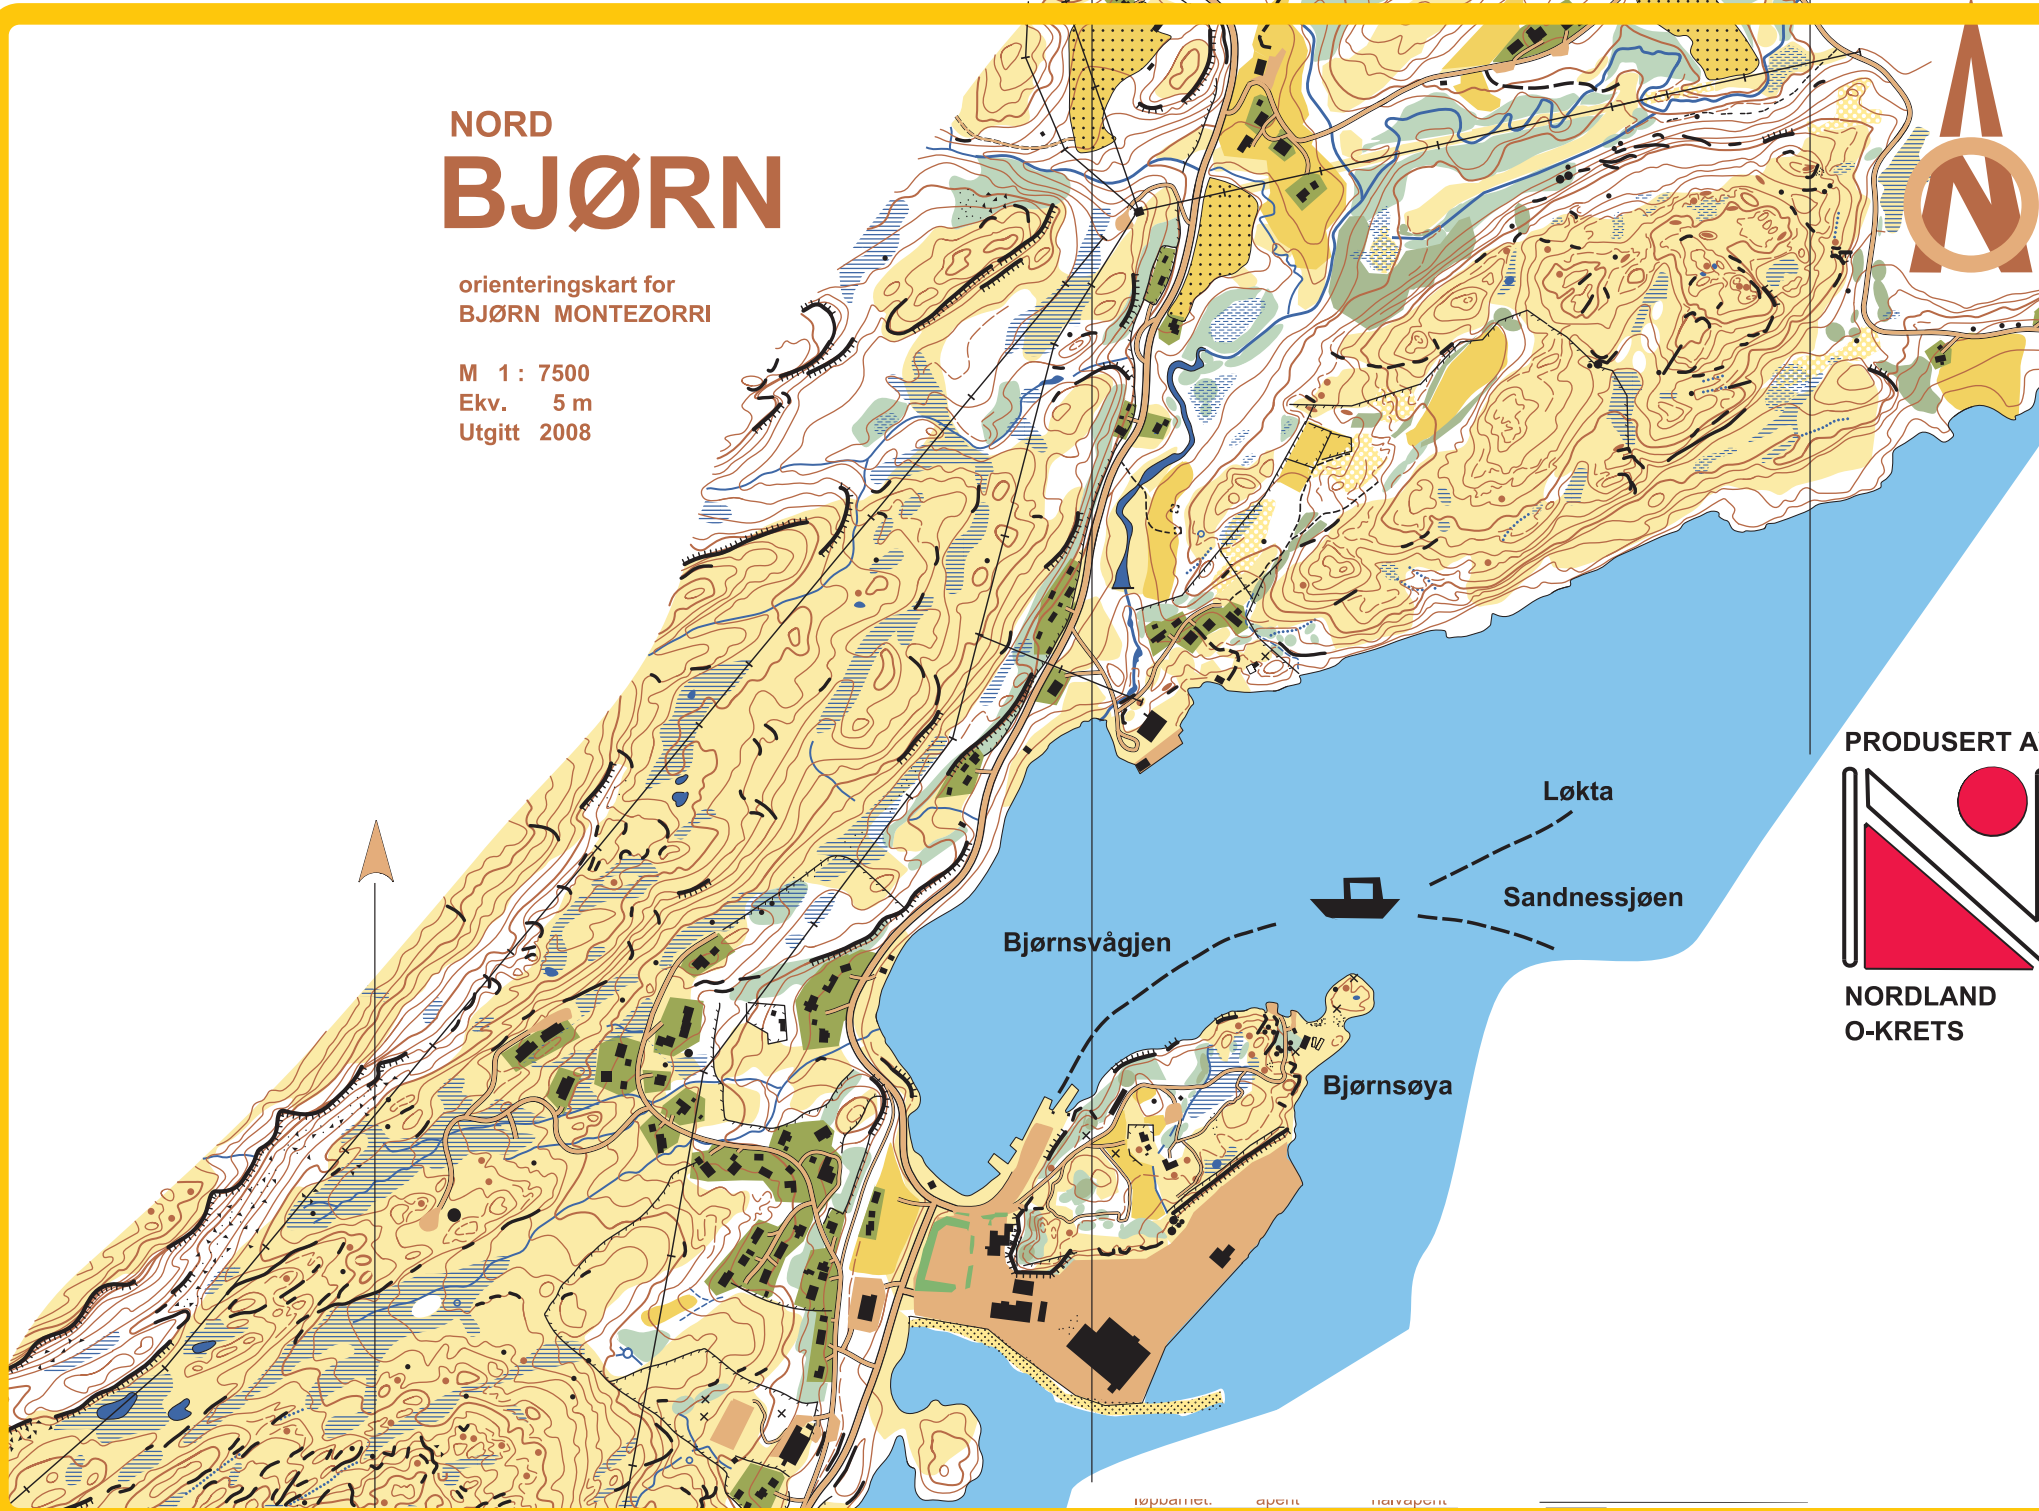 NORD
BJØRN
orienteringskart for
BJØRN MONTEZORRI
M 1 : 7500
Ekv. 5 m
Utgitt 2008
N
PRODUSERT
Løkta
Sandnessjøen
Bjørnsvågjen
NORDLAND
O-KRETS
Bjørnsøya